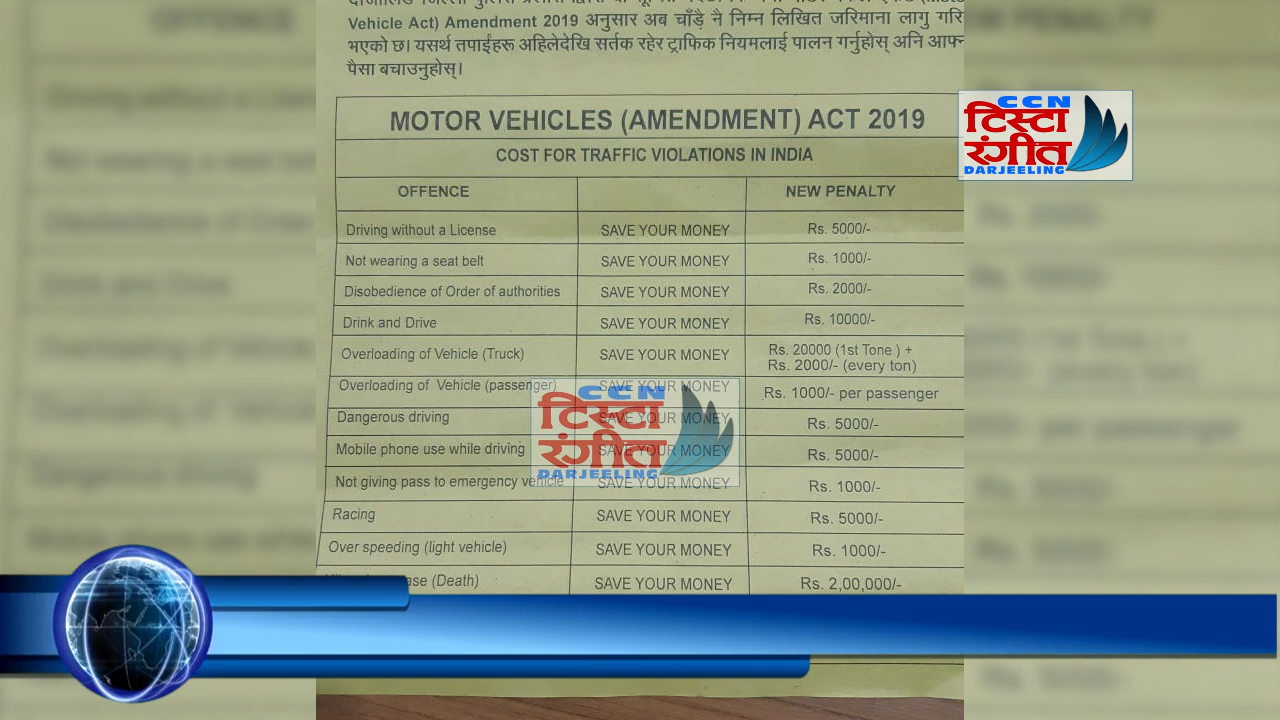 Vehicle Act) Amendment 2019 अनुसार अब चाँड़े नै निम्न लिखित जरिमाना लागु
भएको छ। यसर्थ तपाईंहरू अहिलेदेखि सर्तक रहेर ट्राफिक नियमलाई पालन गर्नुहोस् अनि
पैसा बचाउनुहोस्।
MOTOR VEHICLES (AMENDMENT) ACT 2019
COST FOR TRAFFIC VIOLATIONS IN INDIA
OFFENCE NEW PENALTY
Driving without a License SAVE YOUR MONEY Rs. 5000/-
Not wearing a seat belt SAVE YOUR MONEY Rs. 1000/-
Disobedience of Order of authorities SAVE YOUR MONEY Rs. 2000/-
Drink and Drive SAVE YOUR MONEY Rs. 10000/-
Overloading of Vehicle (Truck) SAVE YOUR MONEY Rs. 20000 (1st Tone ) +
Rs. 2000/- (every ton)
Overloading of Vehicle (passenger) SAVE YOUR MONEY Rs. 1000/- per passenger
Dangerous driving SAVE YOUR MONEY Rs. 5000/-
Mobile phone use while driving SAVE YOUR MONEY Rs. 5000/-
Not giving pass to emergency vehicle SAVE YOUR MONEY Rs. 1000/-
Racing SAVE YOUR MONEY Rs. 5000/-
Over speeding (light vehicle) SAVE YOUR MONEY Rs. 1000/-
(Death) SAVE YOUR MONEY Rs. 2,00,000/-
CCN
टिस्टा
रंगीत
DARJEELING
CCN
टिस्टा
रंगीत
DARJEELING